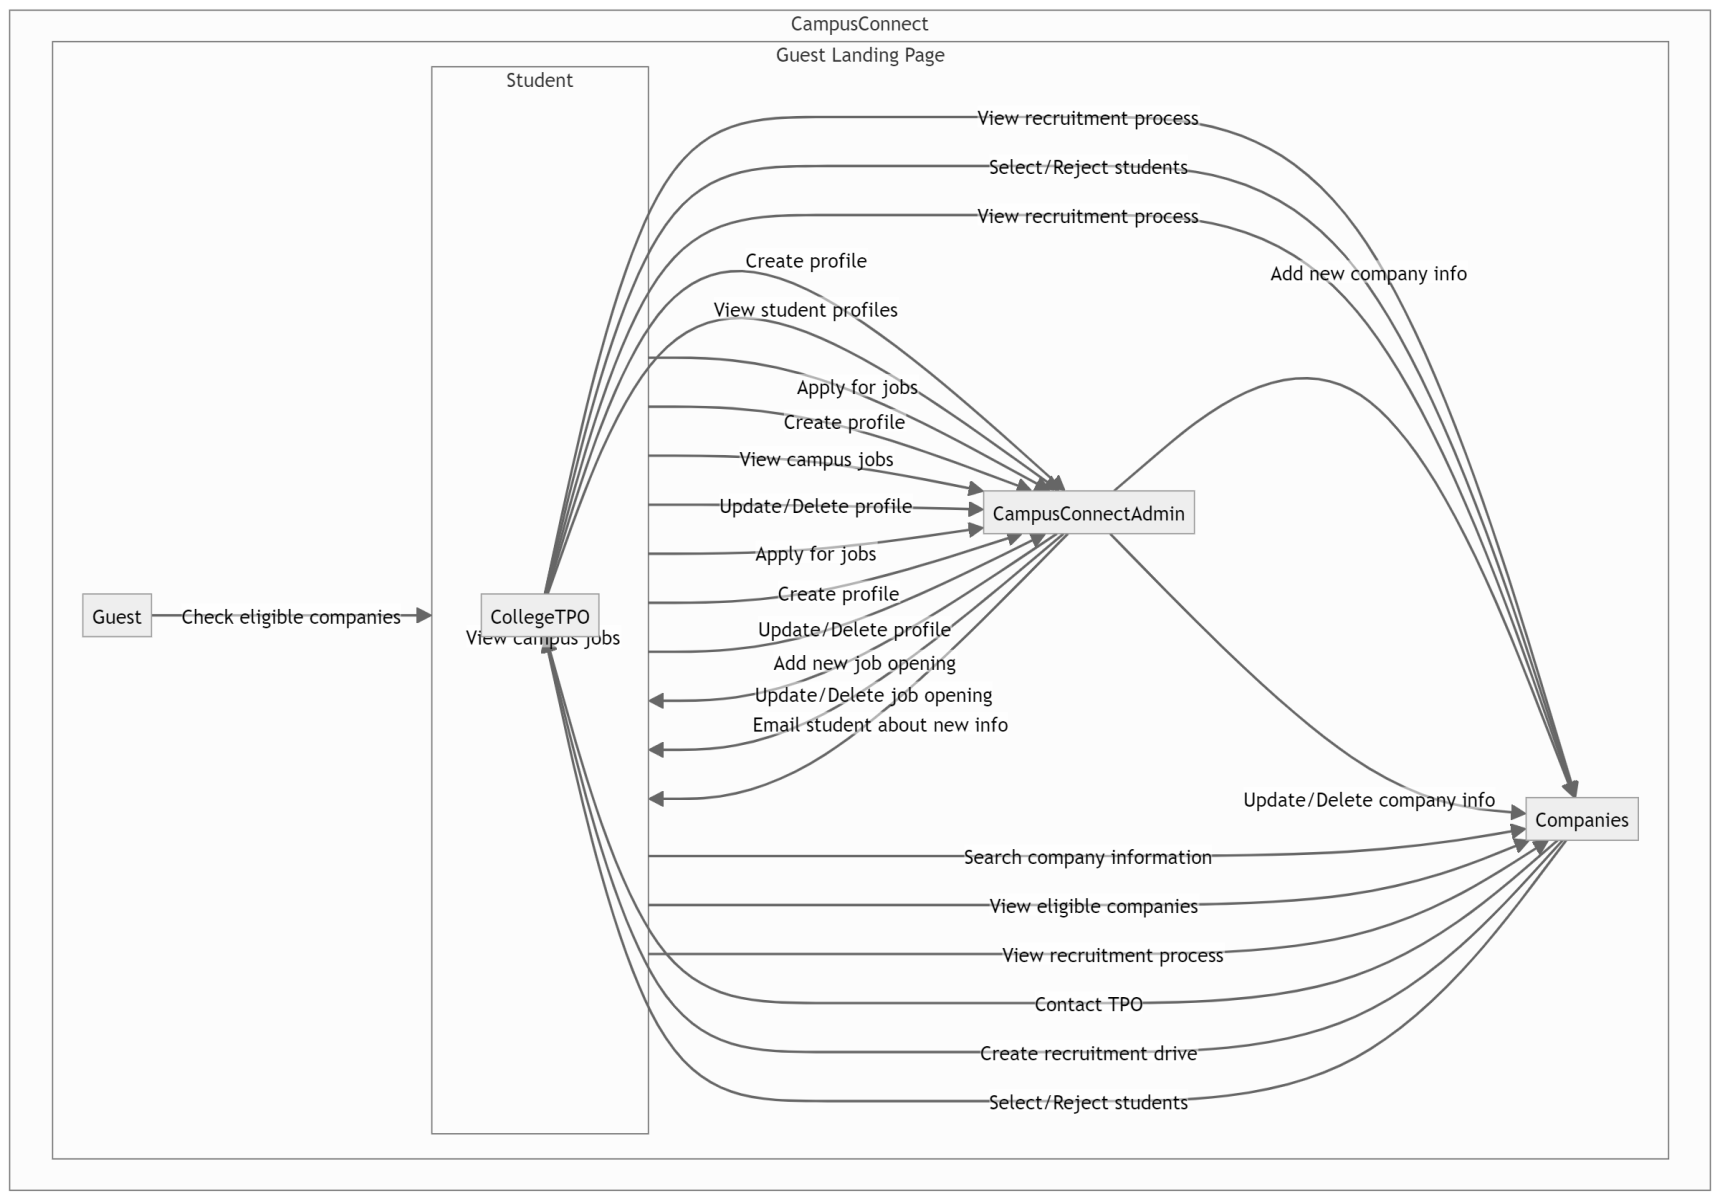 CampusConnect
Guest Landing Page
Student
View recruitment process
Select/Reject students
View recruitment process
Create profile
Add new company info
View student profiles
Apply for jobs
Create profile
View campus jobs
Update/Delete profile
CampusConnectAdmin
Apply for jobs
Create profile
Guest
Check eligible companies
CollegeTPO
View campus jobs
Update/Delete profile
Add new job opening
Update/Delete job opening
Email student about new info
Update/Delete company info
Companies
Search company information
View eligible companies
View recruitment process
Contact TPO
Create recruitment drive
Select/Reject students